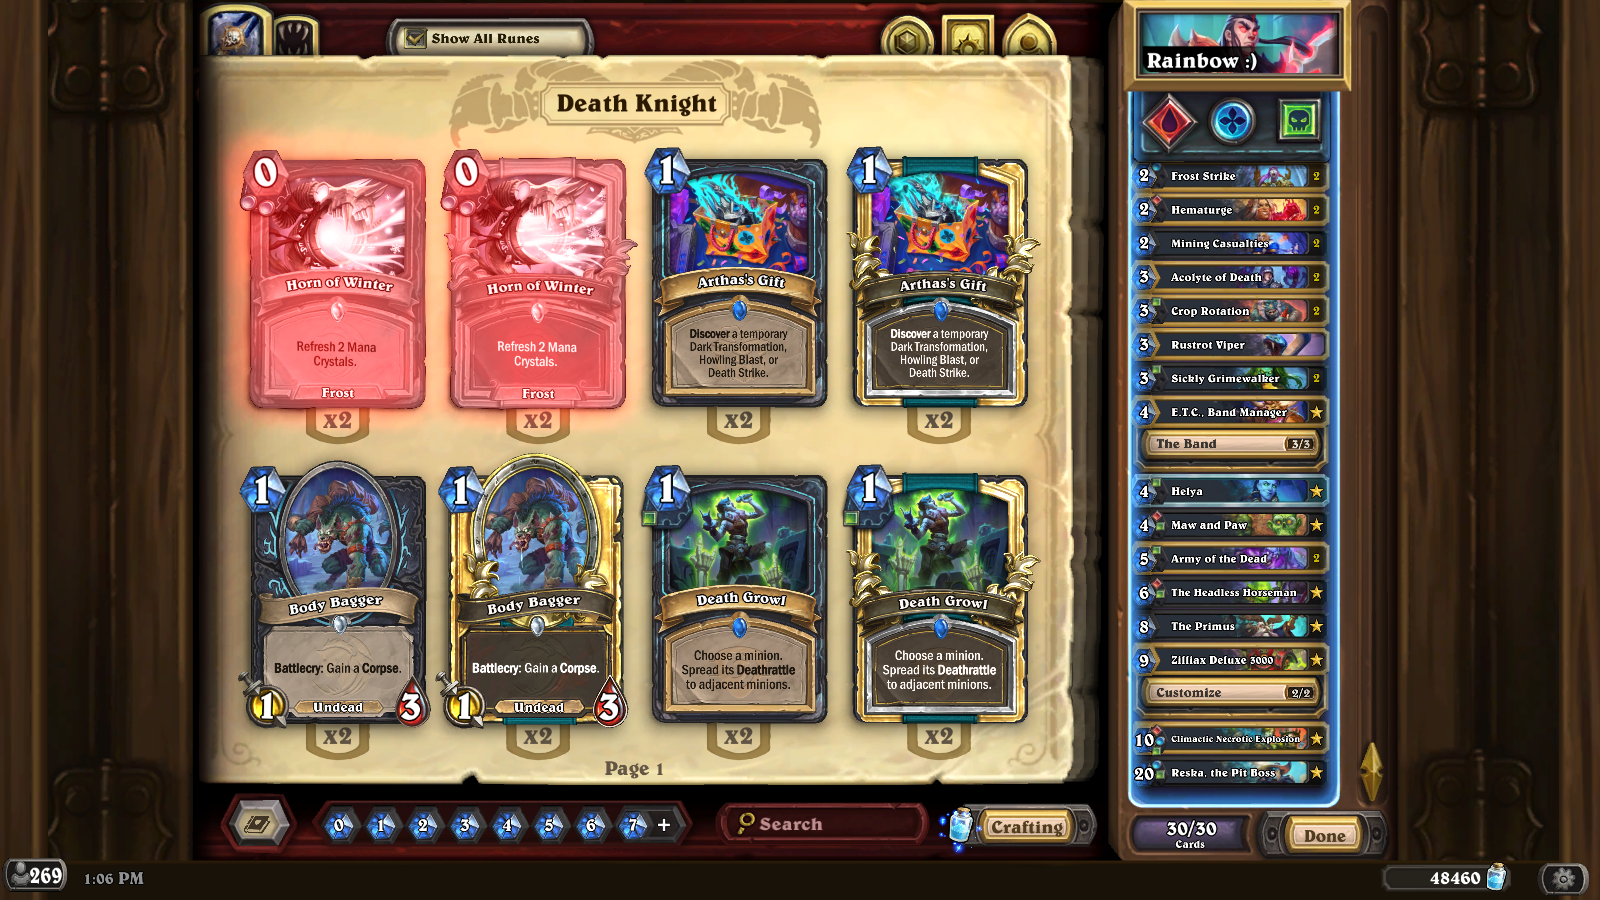 Show All Runes
Death Knight
0
Horn of Winter
Refresh 2 Mana
Crystals.
Frost
x2
0
Horn of Winter
Refresh 2 Mana
Crystals.
Frost
x2
1
Arthas's Gift
Discover a temporary
Dark Transformation,
Howling Blast, or
Death Strike.
x2
1
Arthas's Gift
Discover a temporary
Dark Transformation,
Howling Blast, or
Death Strike.
x2
1
Body Bagger
Battlecry: Gain a Corpse.
1
Undead
3
x2
1
Body Bagger
Battlecry: Gain a Corpse.
1
Undead
3
x2
1
Death Growl
Choose a minion.
Spread its Deathrattle
to adjacent minions.
x2
1
Death Growl
Choose a minion.
Spread its Deathrattle
to adjacent minions.
x2
Page 1
0 1 2 3 4 5 6 7 +
Search
Crafting
Rainbow :)
2 Frost Strike 2
2 Hematurge 2
2 Mining Casualties 2
3 Acolyte of Death 2
3 Crop Rotation 2
3 Rustrot Viper
3 Sickly Grimewalker 2
4 E.T.C., Band Manager
The Band 3/3
4 Helya
4 Maw and Paw
5 Army of the Dead 2
6 The Headless Horseman
8 The Primus
9 Zilliax Deluxe 3000
Customize 2/2
10 Climactic Necrotic Explosion
20 Reska, the Pit Boss
30/30
Cards
Done
269
1:06 PM
48460